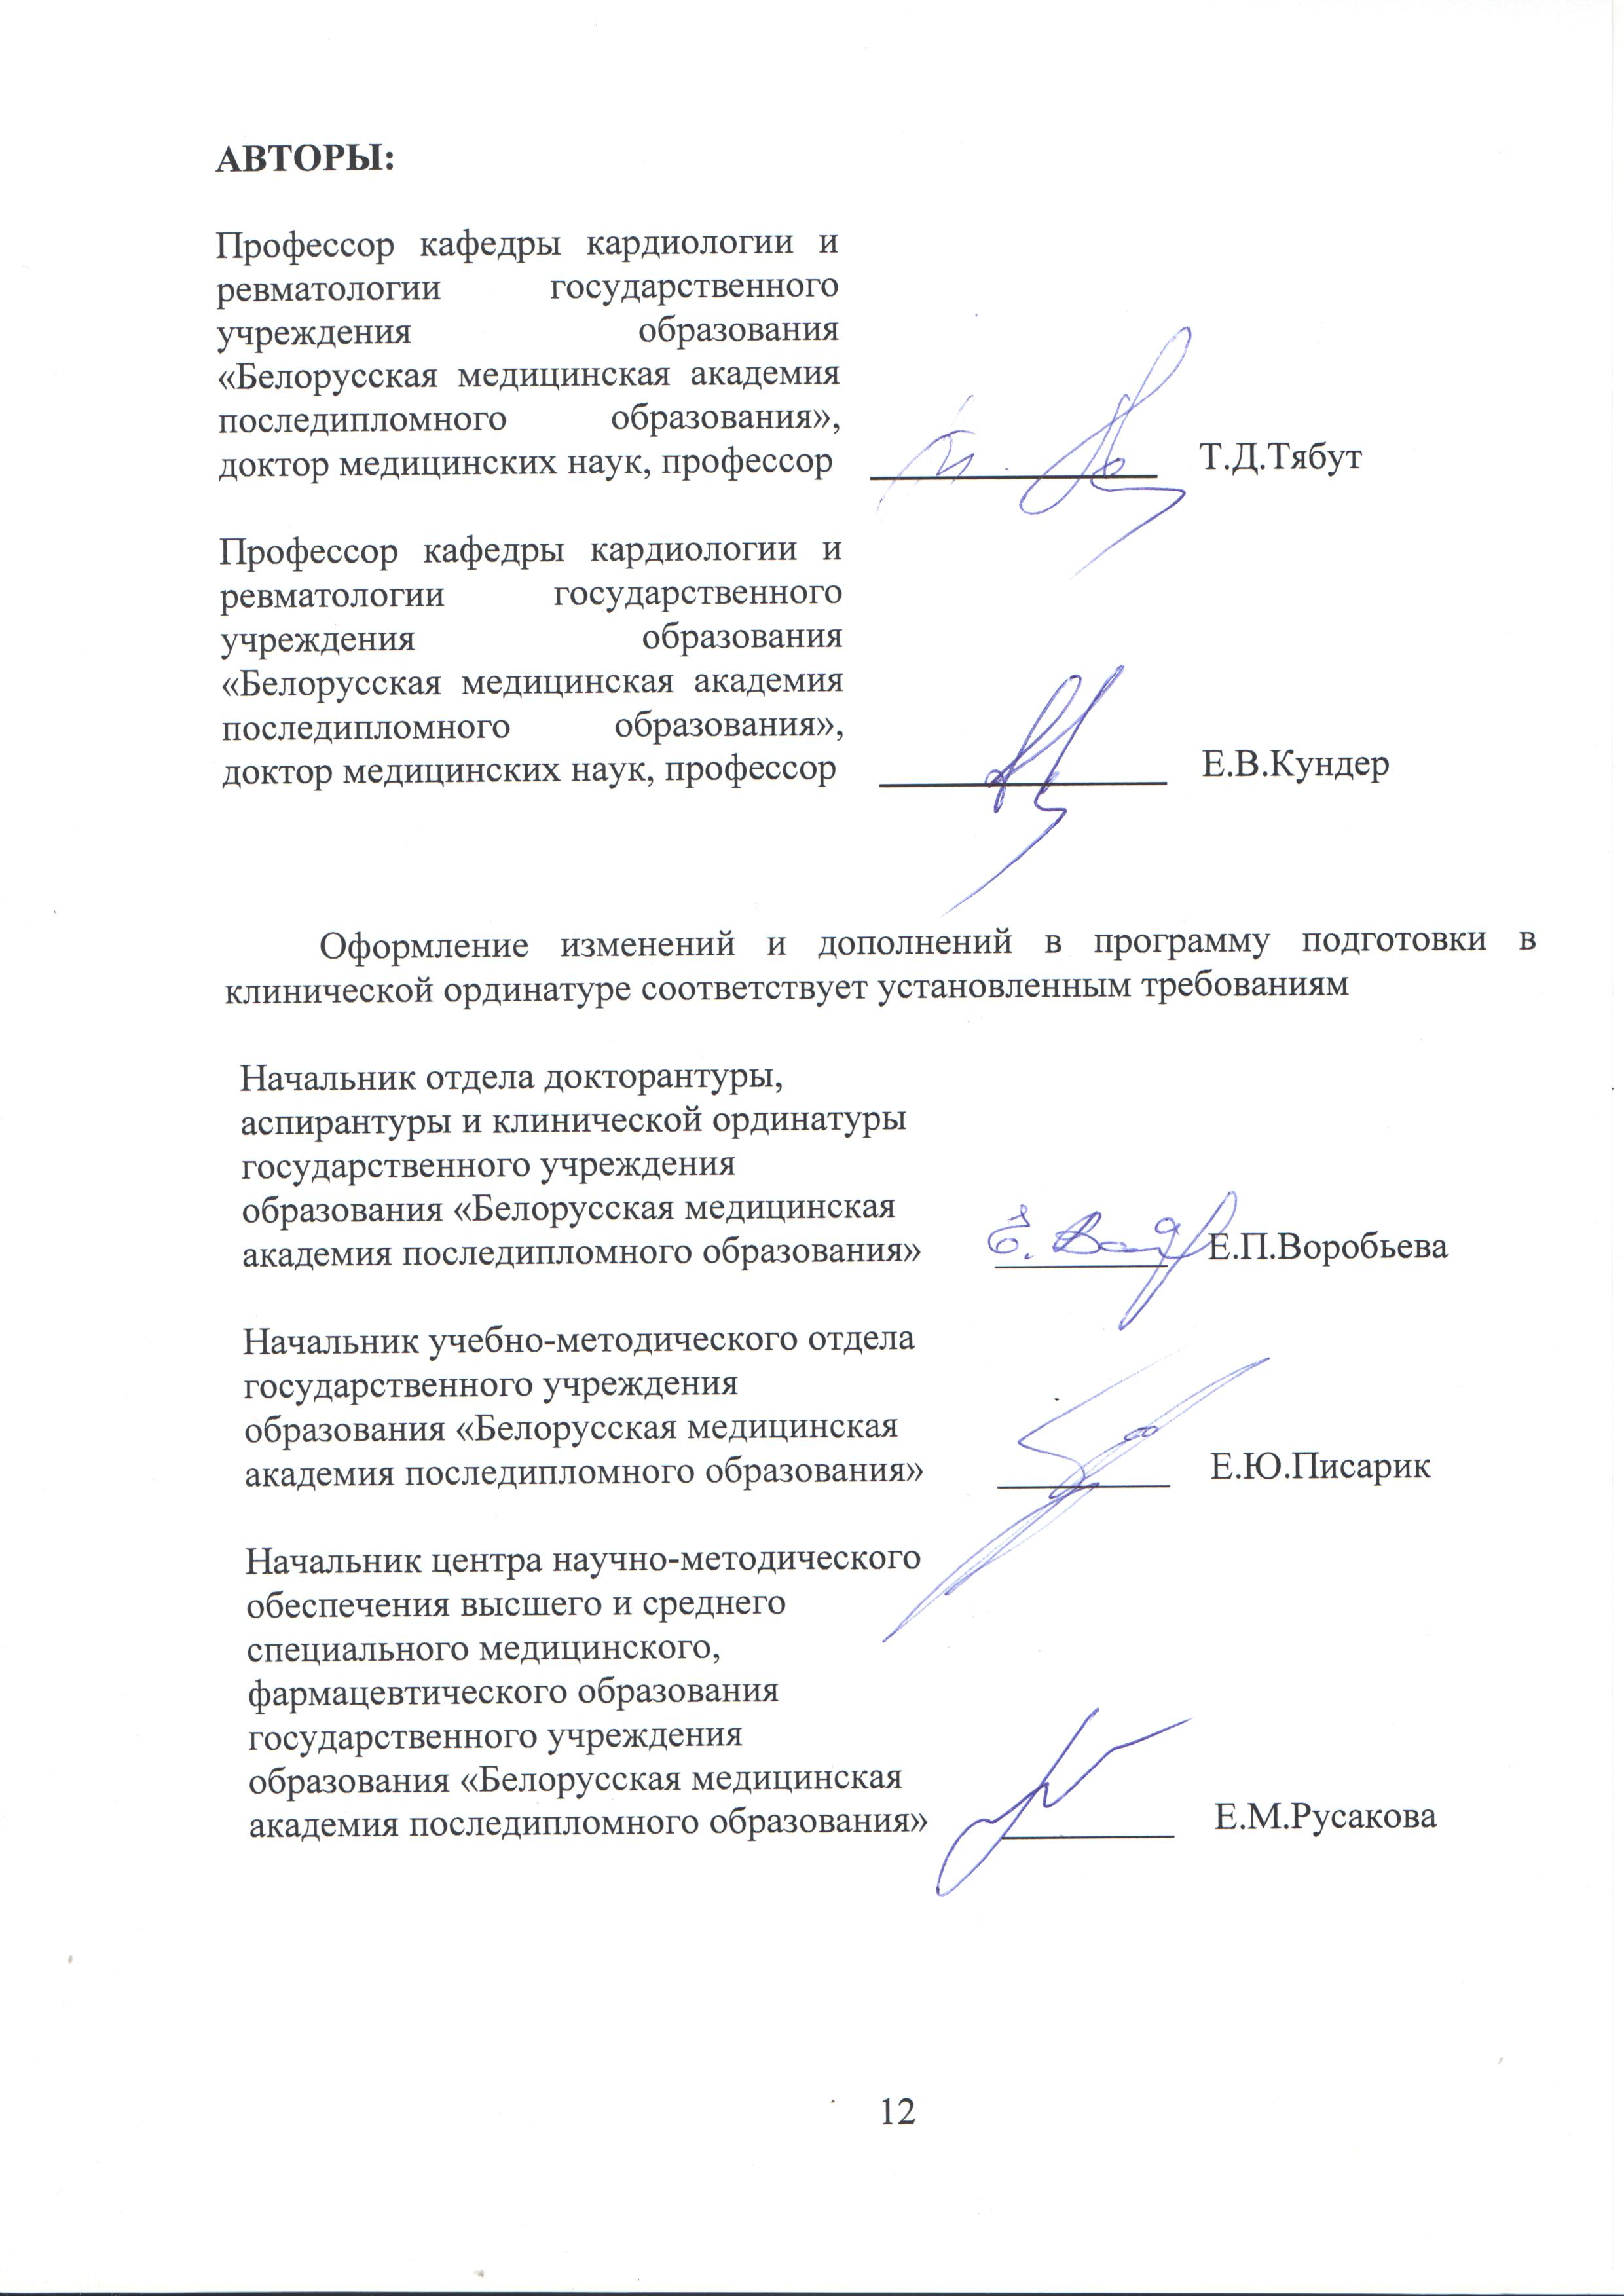 АВТОРЫ:
Профессор кафедры кардиологии и
ревматологии государственного
учреждения образования
«Белорусская медицинская академия
последипломного образования»,
доктор медицинских наук, профессор Т.Д.Тябут
Профессор кафедры кардиологии и
ревматологии государственного
учреждения образования
«Белорусская медицинская академия
последипломного образования»,
доктор медицинских наук, профессор Е.В.Кундер
Оформление изменений и дополнений в программу подготовки в
клинической ординатуре соответствует установленным требованиям
Начальник отдела докторантуры,
аспирантуры и клинической ординатуры
государственного учреждения
образования «Белорусская медицинская
академия последипломного образования» Е.П.Воробьева
Начальник учебно-методического отдела
государственного учреждения
образования «Белорусская медицинская
академия последипломного образования» Е.Ю.Писарик
Начальник центра научно-методического
обеспечения высшего и среднего
специального медицинского,
фармацевтического образования
государственного учреждения
образования «Белорусская медицинская
академия последипломного образования» Е.М.Русакова
12